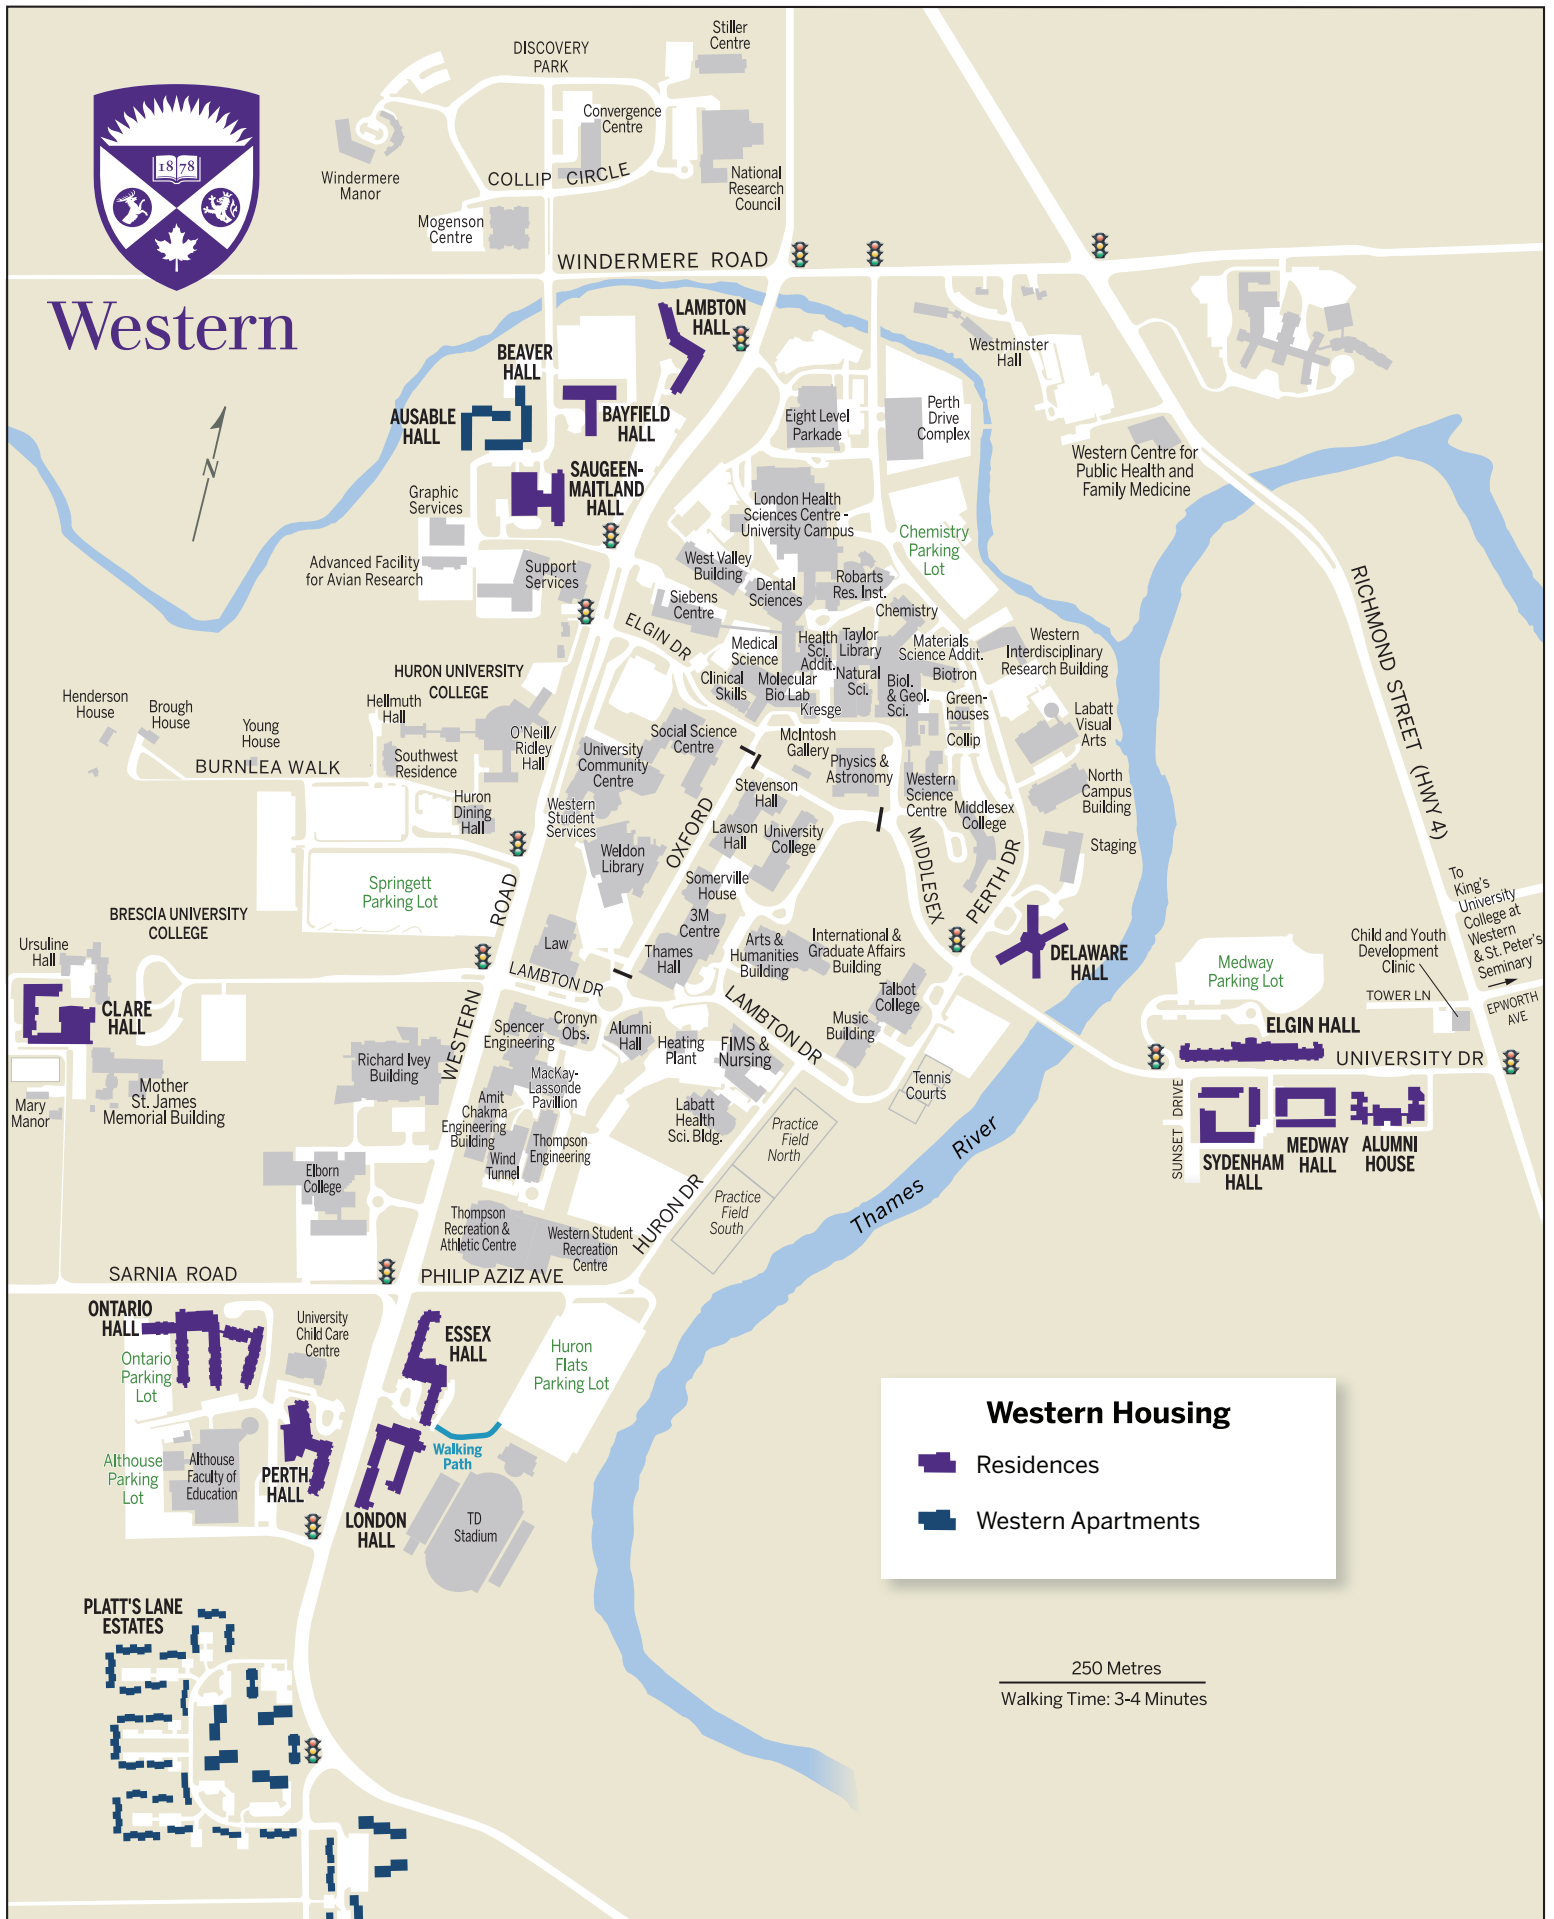 Stiller
Centre
DISCOVERY
PARK
Convergence
Centre
18 78
Windermere
Manor
COLLIP CIRCLE
National
Research
Council
Mogenson
Centre
WINDERMERE ROAD
Western
LAMBTON
HALL
BEAVER
HALL
Westminster
Hall
AUSABLE
HALL
BAYFIELD
HALL
Eight Level
Parkade
Perth
Drive
Complex
N
Western Centre for
Public Health and
Family Medicine
SAUGEEN-
MAITLAND
HALL
Graphic
Services
London Health
Sciences Centre -
University Campus
Chemistry
Parking
Lot
Advanced Facility
for Avian Research
Support
Services
West Valley
Building
Dental
Sciences
Robarts
Res. Inst.
Siebens
Centre
Chemistry
RICHMOND STREET (HWY 4)
ELGIN DR
Medical
Science
Health
Sci.
Addit.
Taylor
Library
Materials
Science Addit.
Western
Interdisciplinary
Research Building
HURON UNIVERSITY
COLLEGE
Clinical
Skills
Molecular
Bio Lab
Natural
Sci.
Biol.
& Geol.
Sci.
Biotron
Kresge
Green-
houses
Henderson
House
Brough
House
Young
House
Hellmuth
Hall
O'Neill/
Ridley
Hall
Social Science
Centre
McIntosh
Gallery
Collip
Labatt
Visual
Arts
Southwest
Residence
University
Community
Centre
Physics &
Astronomy
BURNLEA WALK
Stevenson
Hall
Western
Science
Centre
North
Campus
Building
Huron
Dining
Hall
Western
Student
Services
OXFORD
Lawson
Hall
University
College
MIDDLESEX
Middlesex
College
Staging
Weldon
Library
PERTH DR
Springett
Parking Lot
Somerville
House
To
King's
University
College at
Western
& St. Peter's
Seminary
BRESCIA UNIVERSITY
COLLEGE
WESTERN ROAD
3M
Centre
Law
Thames
Hall
Arts &
Humanities
Building
International &
Graduate Affairs
Building
DELAWARE
HALL
Child and Youth
Development
Clinic
Ursuline
Hall
Medway
Parking Lot
LAMBTON DR
CLARE
HALL
LAMBTON DR
Talbot
College
TOWER LN
EPWORTH
AVE
Spencer
Engineering
Cronyn
Obs.
Alumni
Hall
Music
Building
ELGIN HALL
Heating
Plant
FIMS &
Nursing
UNIVERSITY DR
Richard Ivey
Building
MacKay-
Lassonde
Pavillion
Tennis
Courts
Mother
St. James
Memorial Building
Mary
Manor
Amit
Chakma
Engineering
Building
Labatt
Health
Sci. Bldg.
SUNSET DRIVE
Practice
Field
North
Thompson
Engineering
Wind
Tunnel
Thames River
SYDENHAM
HALL
MEDWAY
HALL
ALUMNI
HOUSE
Elborn
College
Practice
Field
South
HURON DR
Thompson
Recreation &
Athletic Centre
Western Student
Recreation
Centre
SARNIA ROAD
PHILIP AZIZ AVE
ONTARIO
HALL
University
Child Care
Centre
ESSEX
HALL
Ontario
Parking
Lot
Huron
Flats
Parking Lot
Western Housing
Residences
Western Apartments
Walking
Path
Althouse
Parking
Lot
Althouse
Faculty of
Education
PERTH
HALL
LONDON
HALL
TD
Stadium
PLATT'S LANE
ESTATES
250 Metres
Walking Time: 3-4 Minutes